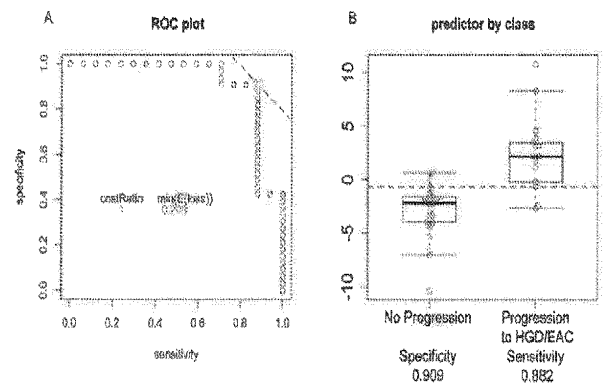 A
ROC plot
specificity
1.0
0.8
0.6
0.4
0.2
0.0
costRatio
0.0 0.2 0.4 0.6 0.8 1.0
sensitivity
B
predictor by class
10
5
0
-5
-10
No Progression
Progression
to HGD/EAC
Specificity
0.909
Sensitivity
0.882